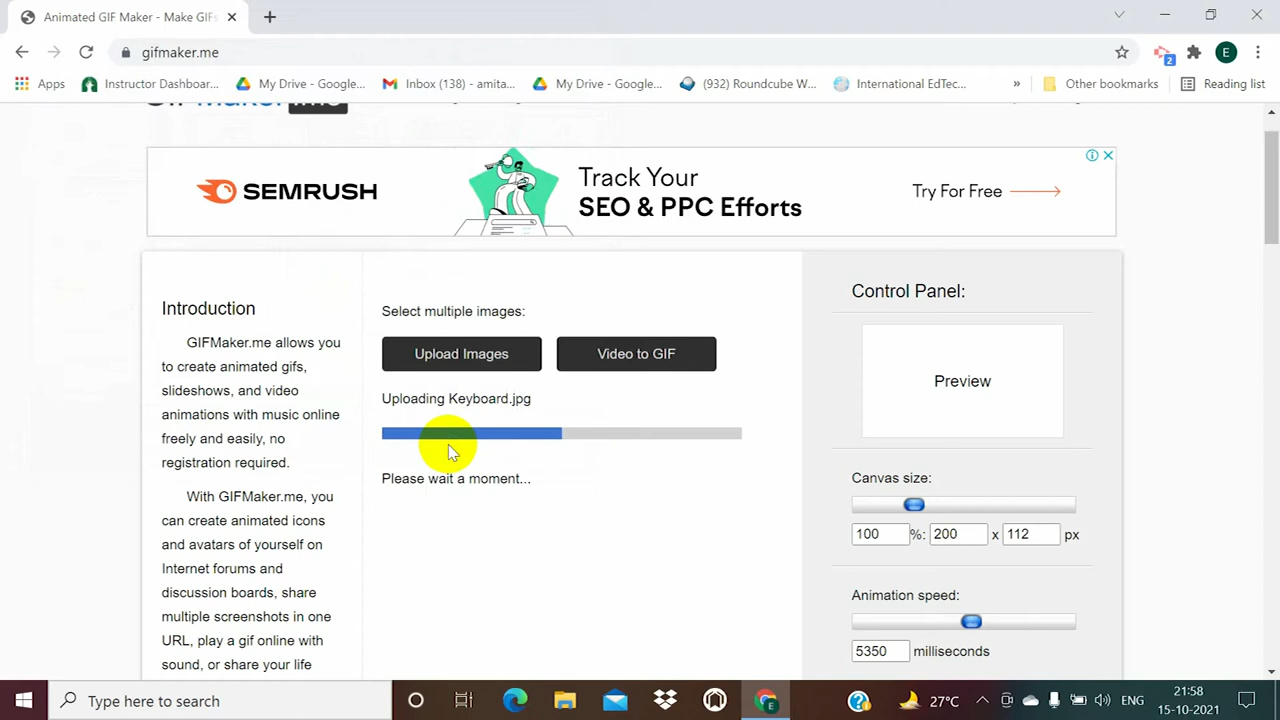 Animated GIF Maker - Make GIFs
gifmaker.me
E
2
Apps
Instructor Dashboar...
My Drive - Google...
Inbox (138) - amita...
My Drive - Google...
(932) Roundcube W...
International EdTec...
»
Other bookmarks
Reading list
SEMRUSH
Track Your
SEO & PPC Efforts
Try For Free
Introduction
GIFMaker.me allows you
to create animated gifs,
slideshows, and video
animations with music online
freely and easily, no
registration required.
With GIFMaker.me, you
can create animated icons
and avatars of yourself on
Internet forums and
discussion boards, share
multiple screenshots in one
URL, play a gif online with
sound, or share your life
Select multiple images:
Upload Images
Video to GIF
Uploading Keyboard.jpg
Please wait a moment...
Control Panel:
Preview
Canvas size:
100 %: 200 x 112 px
Animation speed:
5350 milliseconds
Type here to search
27°C
ENG
21:58
15-10-2021